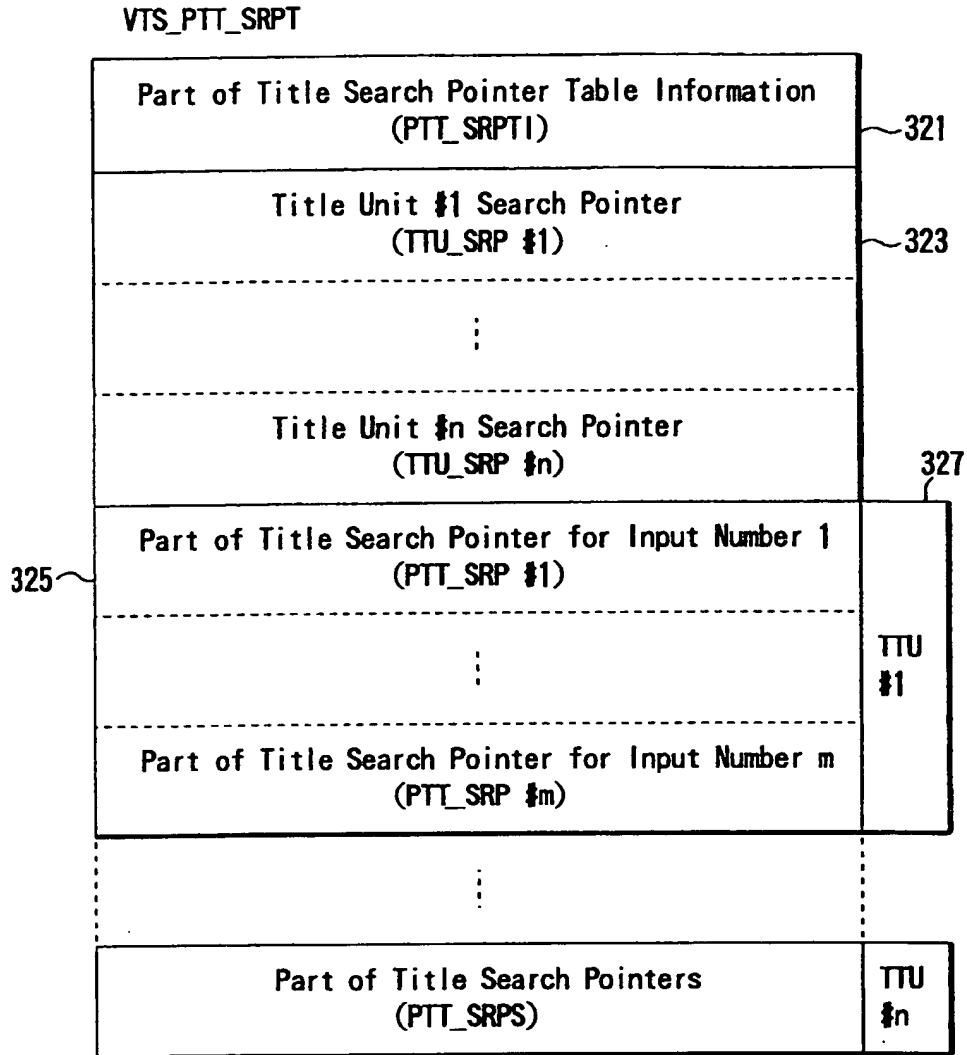 VTS_PTT_SRPT
Part of Title Search Pointer Table Information
(PTT_SRPTI)
321
Title Unit #1 Search Pointer
(TTU_SRP #1)
323
Title Unit #n Search Pointer
(TTU_SRP #n)
327
Part of Title Search Pointer for Input Number 1
(PTT_SRP #1)
325
TTU
#1
Part of Title Search Pointer for Input Number m
(PTT_SRP #m)
Part of Title Search Pointers
(PTT_SRPS)
TTU
#n